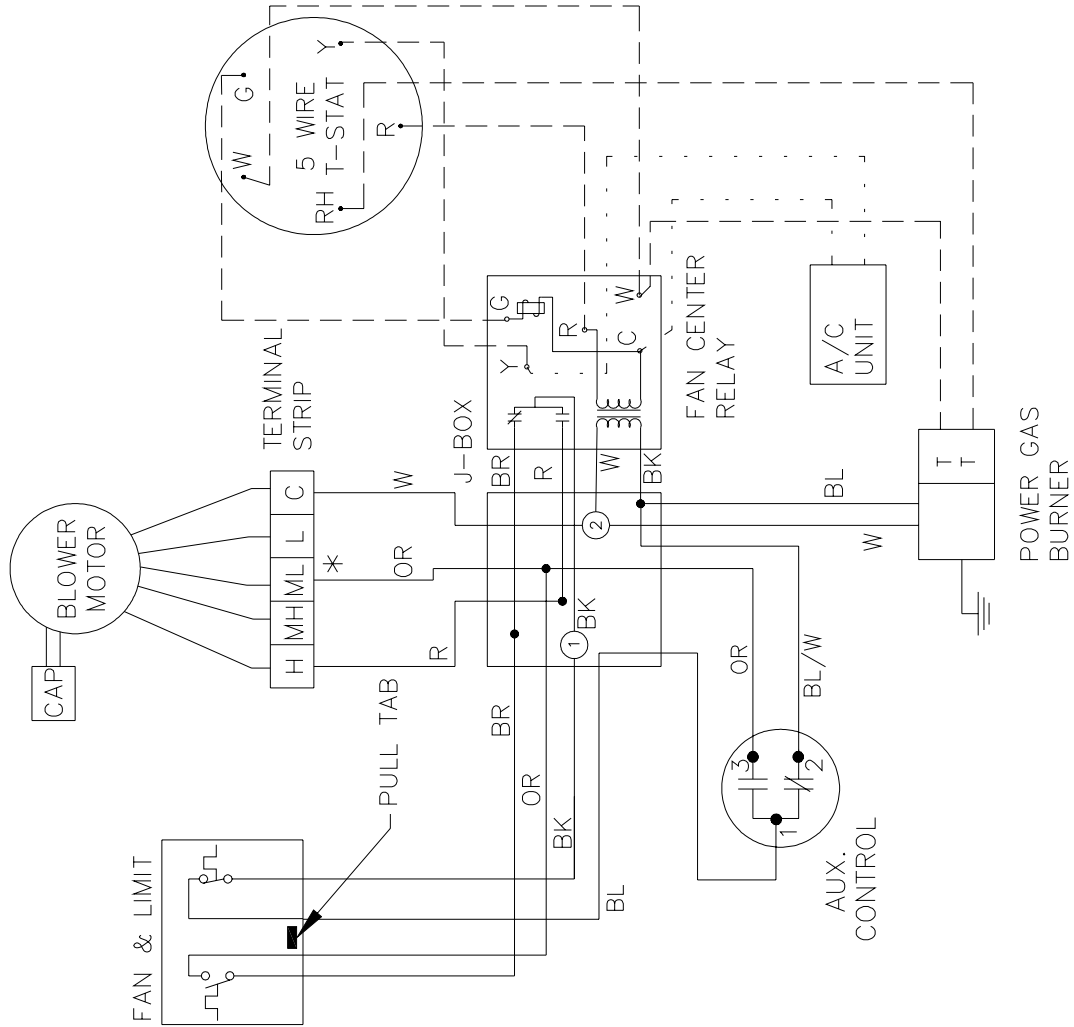 FAN & LIMIT
PULL TAB
CAP
BLOWER
MOTOR
TERMINAL
STRIP
H
MH
ML
L
C
*
R
OR
W
5 WIRE
T-STAT
RH
W
G
Y
R
J-BOX
BR
R
W
BK
G
Y
R
W
C
FAN CENTER
RELAY
1
2
BK
BR
OR
BK
BL
AUX.
CONTROL
1
2
3
OR
BL/W
W
BL
T
T
POWER GAS
BURNER
A/C
UNIT